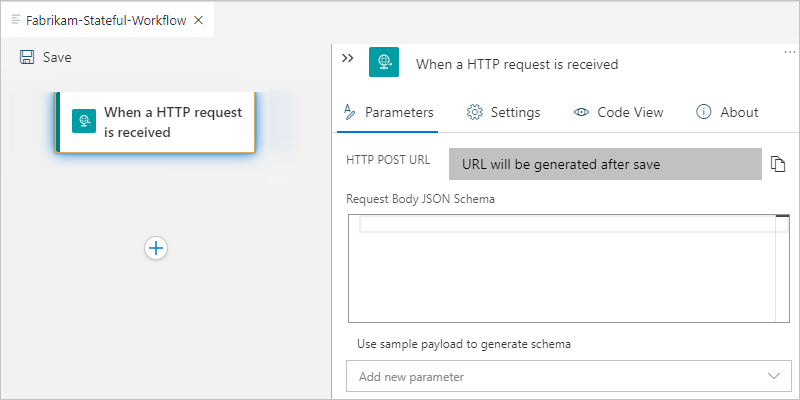 Fabrikam-Stateful-Workflow
Save
When a HTTP request
is received
When a HTTP request is received
Parameters Settings Code View About
HTTP POST URL URL will be generated after save
Request Body JSON Schema
Use sample payload to generate schema
Add new parameter